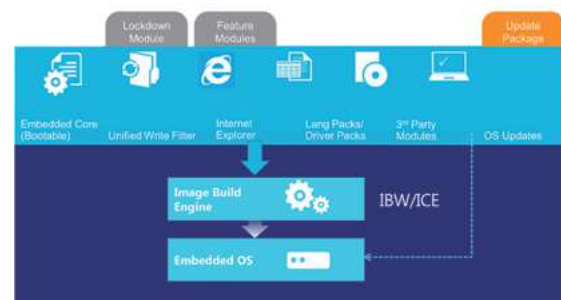 Lockdown
Module
Feature
Modules
Update
Package
Embedded Core
(Bootable)
Unified Write Filter
Internet
Explorer
Lang Packs/
Driver Packs
3rd Party
Modules
OS Updates
Image Build
Engine
IBW/ICE
Embedded OS